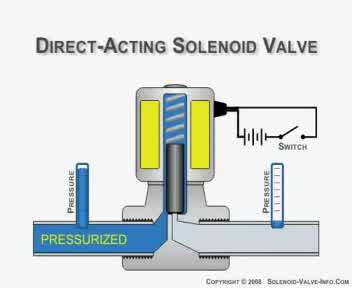 DIRECT-ACTING SOLENOID VALVE
SWITCH
PRESSURE
PRESSURE
PRESSURIZED
COPYRIGHT © 2008 SOLENOID-VALVE-INFO.COM